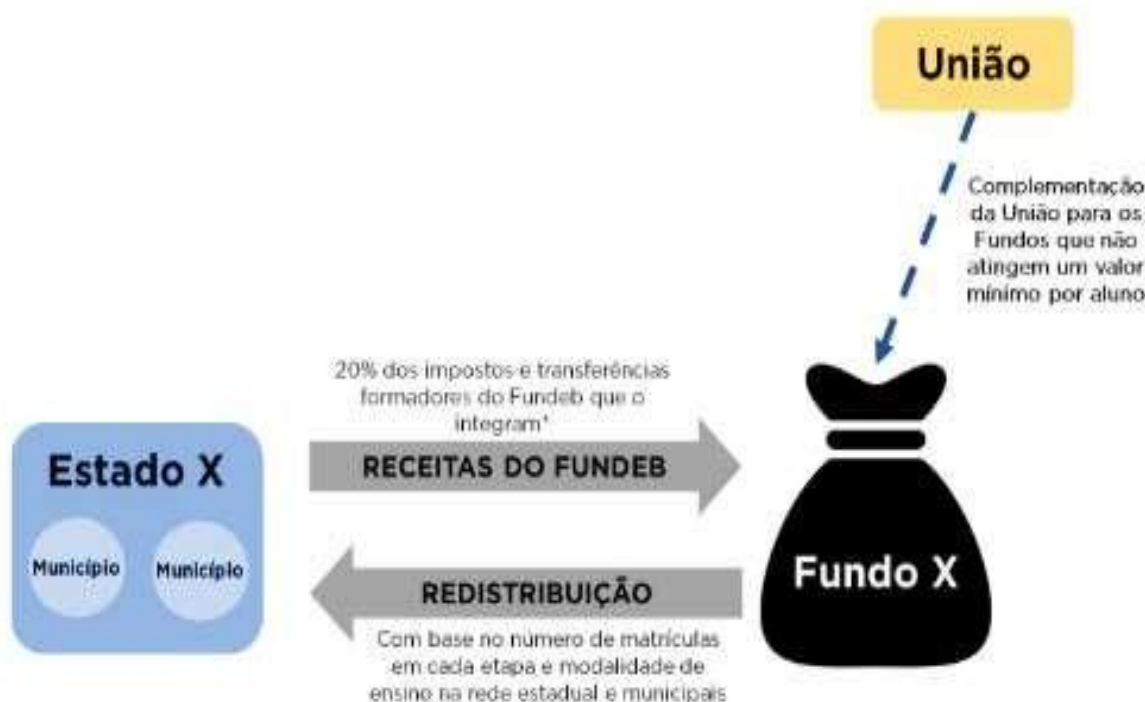 União
Complementação
da União para os
Fundos que não
atingem um valor
mínimo por aluno
20% dos impostos e transferências
formadores do Fundeb que o
integram*
RECEITAS DO FUNDEB
Estado X
Município
Município
Fundo X
REDISTRIBUIÇÃO
Com base no número de matrículas
em cada etapa e modalidade de
ensino na rede estadual e municipais